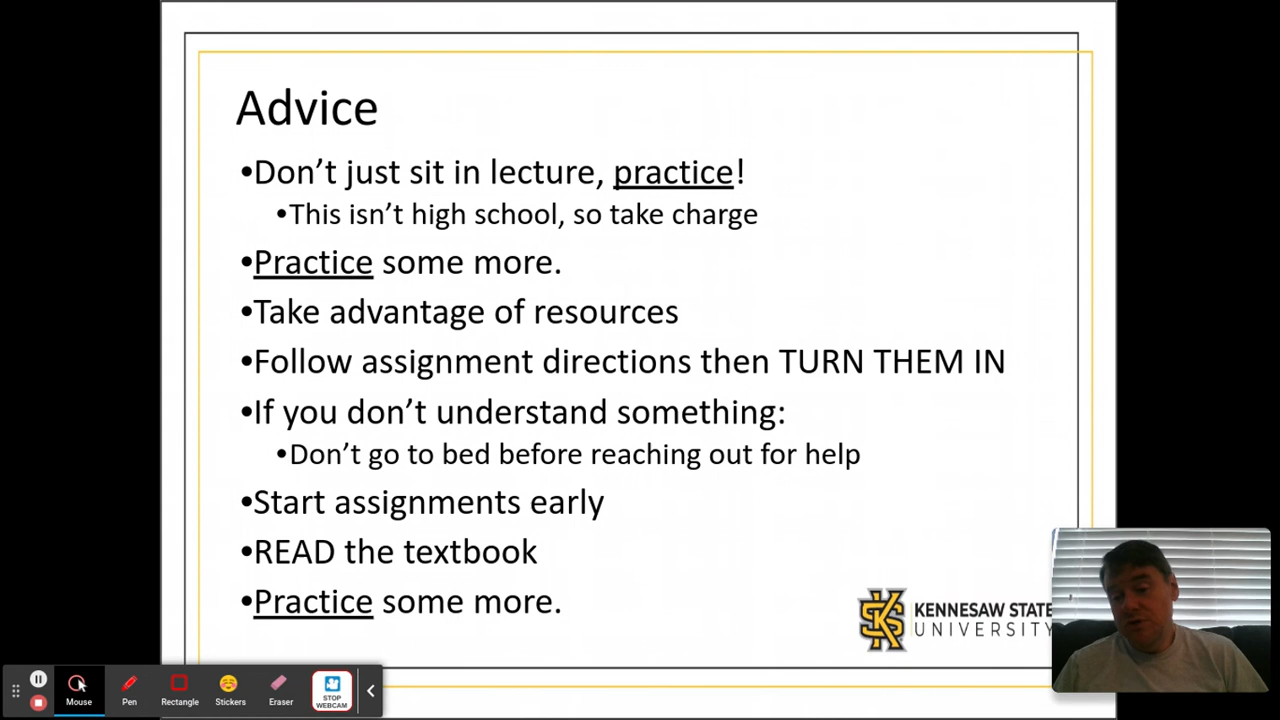 Advice
•Don’t just sit in lecture, practice!
•This isn’t high school, so take charge
•Practice some more.
•Take advantage of resources
•Follow assignment directions then TURN THEM IN
•If you don’t understand something:
•Don’t go to bed before reaching out for help
•Start assignments early
•READ the textbook
•Practice some more.
KENNESAW STATE
UNIVERSITY
Mouse
Pen
Rectangle
Stickers
Eraser
STOP
WEBCAM